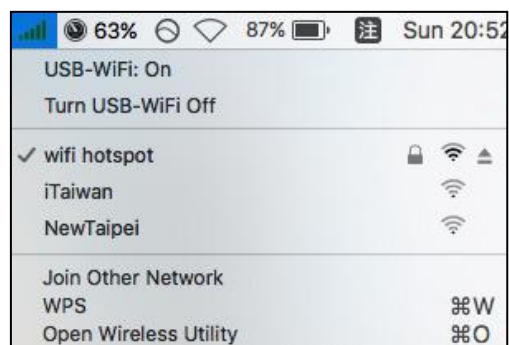 63% 87% 注 Sun 20:52
USB-WiFi: On
Turn USB-WiFi Off
✓ wifi hotspot
iTaiwan
NewTaipei
Join Other Network
WPS ⌘W
Open Wireless Utility ⌘O